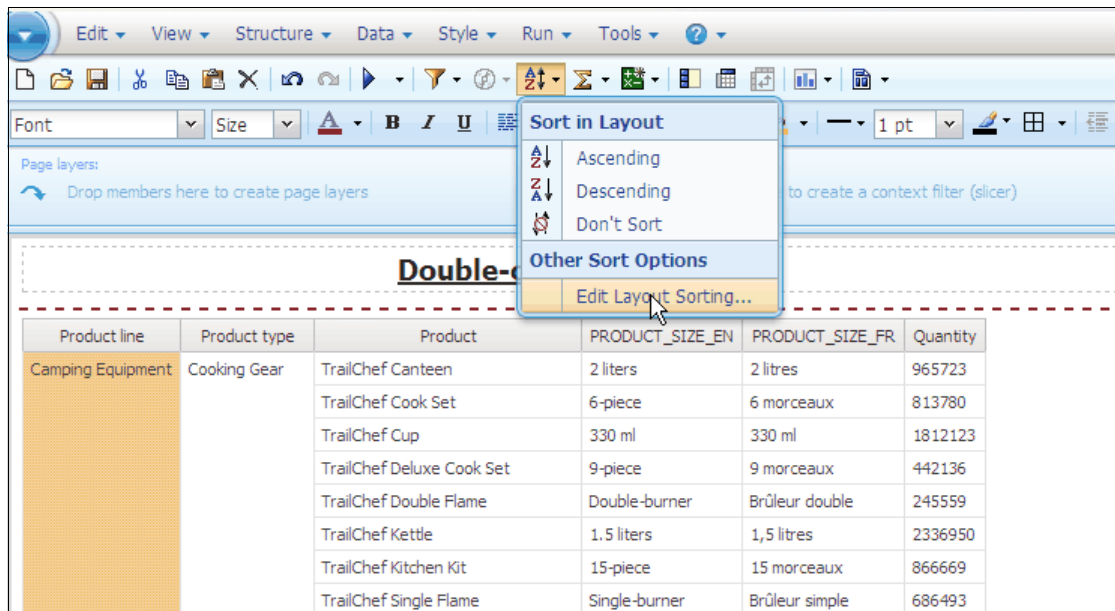 Edit View Structure Data Style Run Tools
Font Size B I U 1 pt
Sort in Layout
Ascending
Descending
Don't Sort
Other Sort Options
Edit Layout Sorting...
Page layers:
Drop members here to create page layers to create a context filter (slicer)
Double-
Product line Product type Product PRODUCT_SIZE_EN PRODUCT_SIZE_FR Quantity
Camping Equipment Cooking Gear TrailChef Canteen 2 liters 2 litres 965723
TrailChef Cook Set 6-piece 6 morceaux 813780
TrailChef Cup 330 ml 330 ml 1812123
TrailChef Deluxe Cook Set 9-piece 9 morceaux 442136
TrailChef Double Flame Double-burner Brûleur double 245559
TrailChef Kettle 1.5 liters 1,5 litres 2336950
TrailChef Kitchen Kit 15-piece 15 morceaux 866669
TrailChef Single Flame Single-burner Brûleur simple 686493